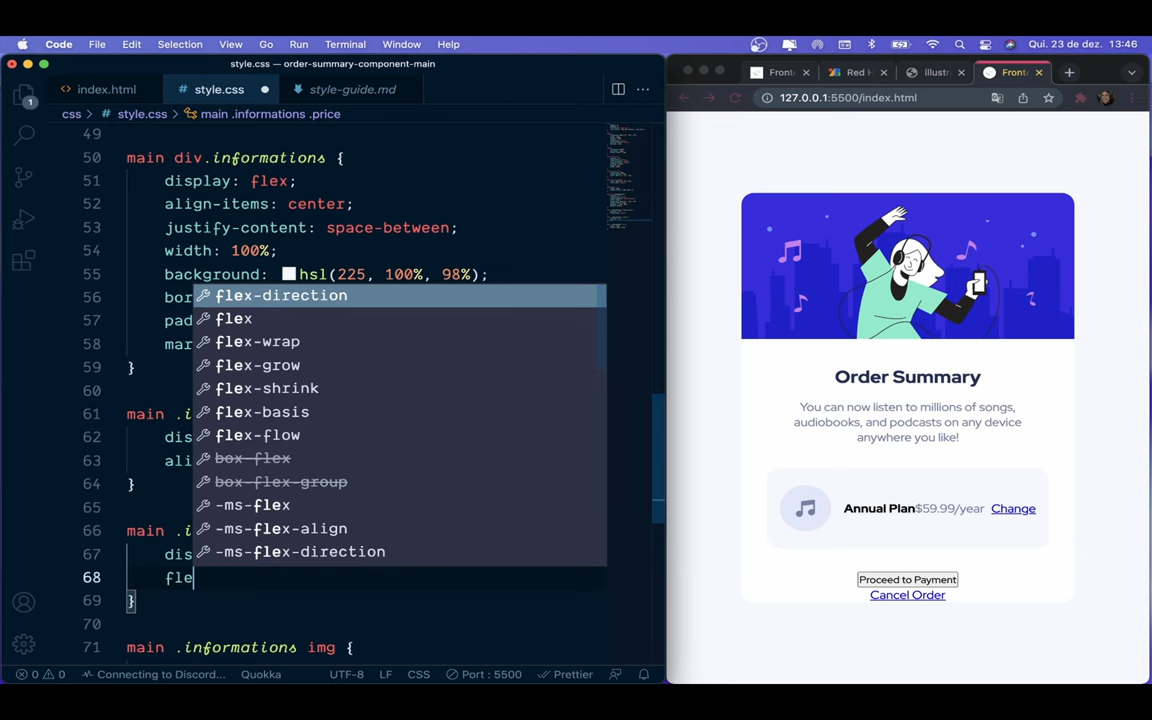 Code File Edit Selection View Go Run Terminal Window Help
Qui. 23 de dez. 13:46
style.css — order-summary-component-main
index.html
style.css
style-guide.md
css > style.css > main .informations .price
49
50 main div.informations {
51 display: flex;
52 align-items: center;
53 justify-content: space-between;
54 width: 100%;
55 background: hsl(225, 100%, 98%);
56 bor
57 pad
58 mar
59 }
60
61 main .i
62 dis
63 ali
64 }
65
66 main .i
67 dis
68 fle
69 }
70
71 main .informations img {
flex-direction
flex
flex-wrap
flex-grow
flex-shrink
flex-basis
flex-flow
box-flex
box-flex-group
-ms-flex
-ms-flex-align
-ms-flex-direction
1
0 0 Connecting to Discord... Quokka UTF-8 LF CSS Port : 5500 Prettier
Fronte
Red H
illustr
Fronte
127.0.0.1:5500/index.html
Order Summary
You can now listen to millions of songs,
audiobooks, and podcasts on any device
anywhere you like!
Annual Plan$59.99/year Change
Proceed to Payment
Cancel Order